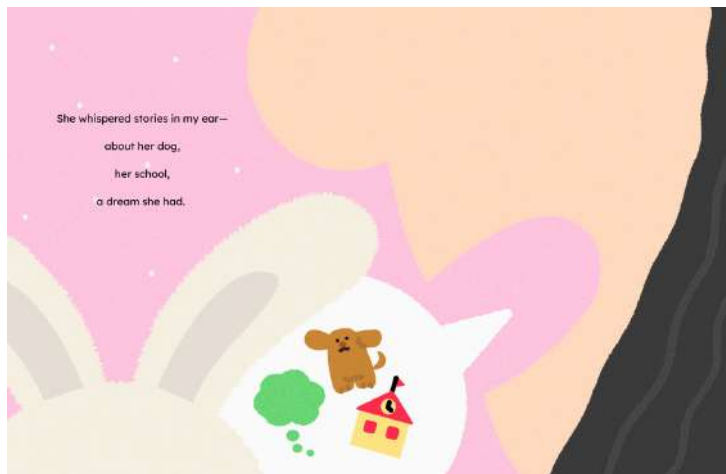 She whispered stories in my ear—
about her dog,
her school,
a dream she had.